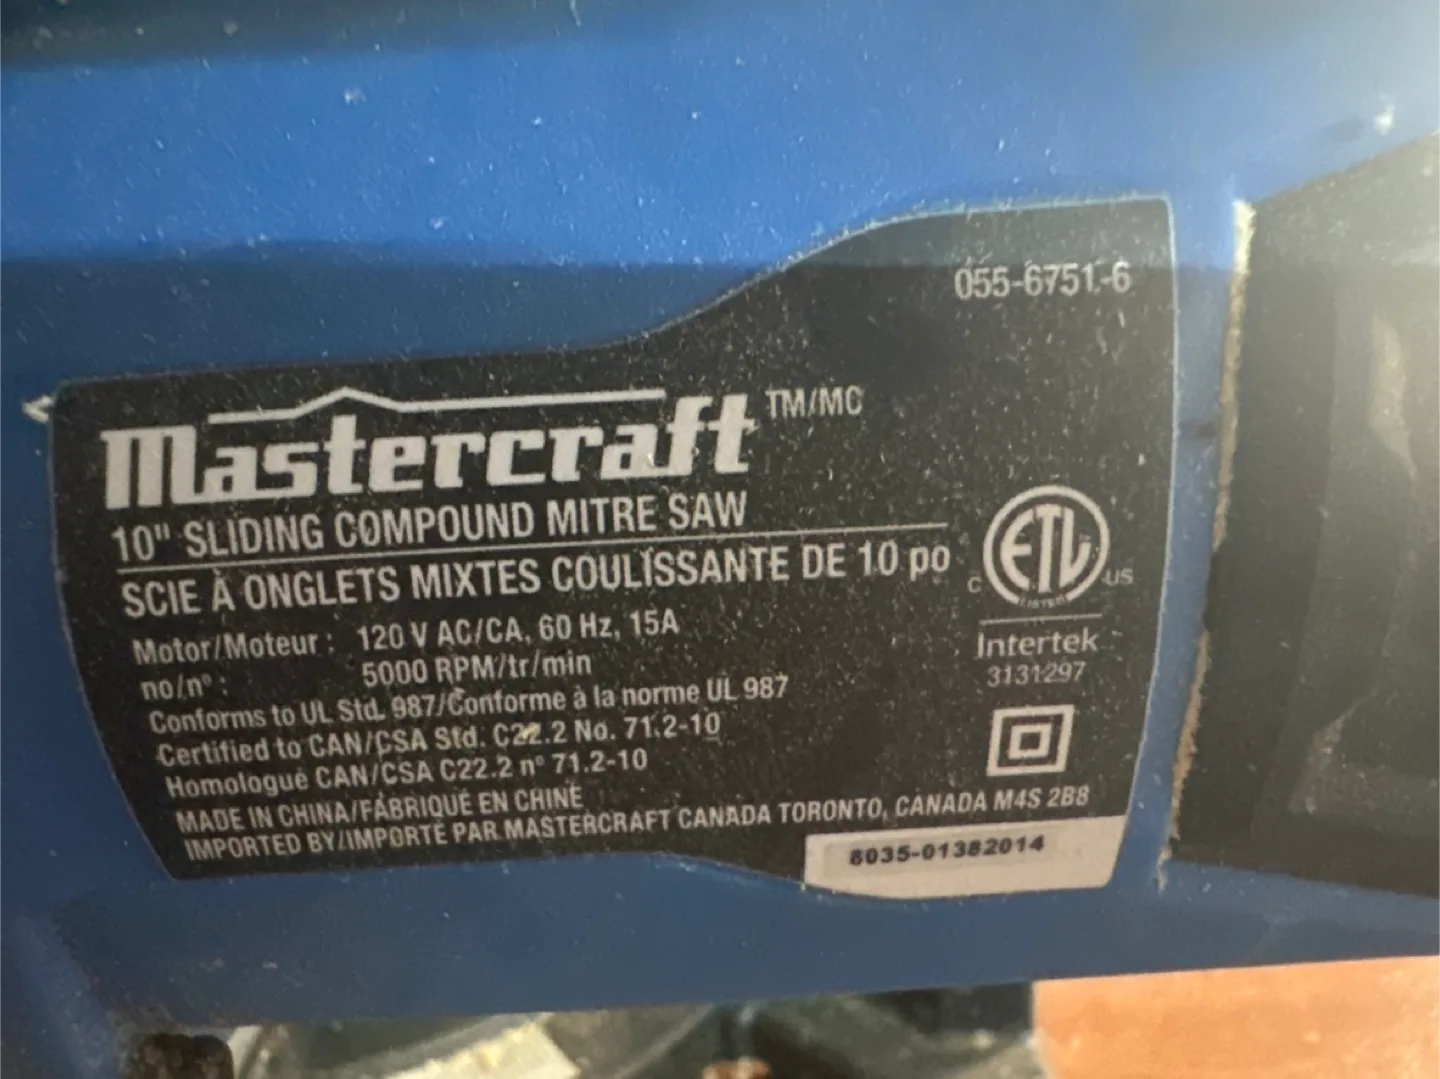 055-6751-6
Mastercraft TM/MC
10" SLIDING COMPOUND MITRE SAW
SCIE À ONGLETS MIXTES COULISSANTE DE 10 po
Motor/Moteur : 120 V AC/CA, 60 Hz, 15A
no/nº : 5000 RPM/tr/min
Conforms to UL Std. 987/Conforme à la norme UL 987
Certified to CAN/CSA Std. C22.2 No. 71.2-10
Homologué CAN/CSA C22.2 nº 71.2-10
MADE IN CHINA/FABRIQUÉ EN CHINE
IMPORTED BY/IMPORTÉ PAR MASTERCRAFT CANADA TORONTO, CANADA M4S 2B8
C ETL US
LISTED
Intertek
3131297
8035-01382014